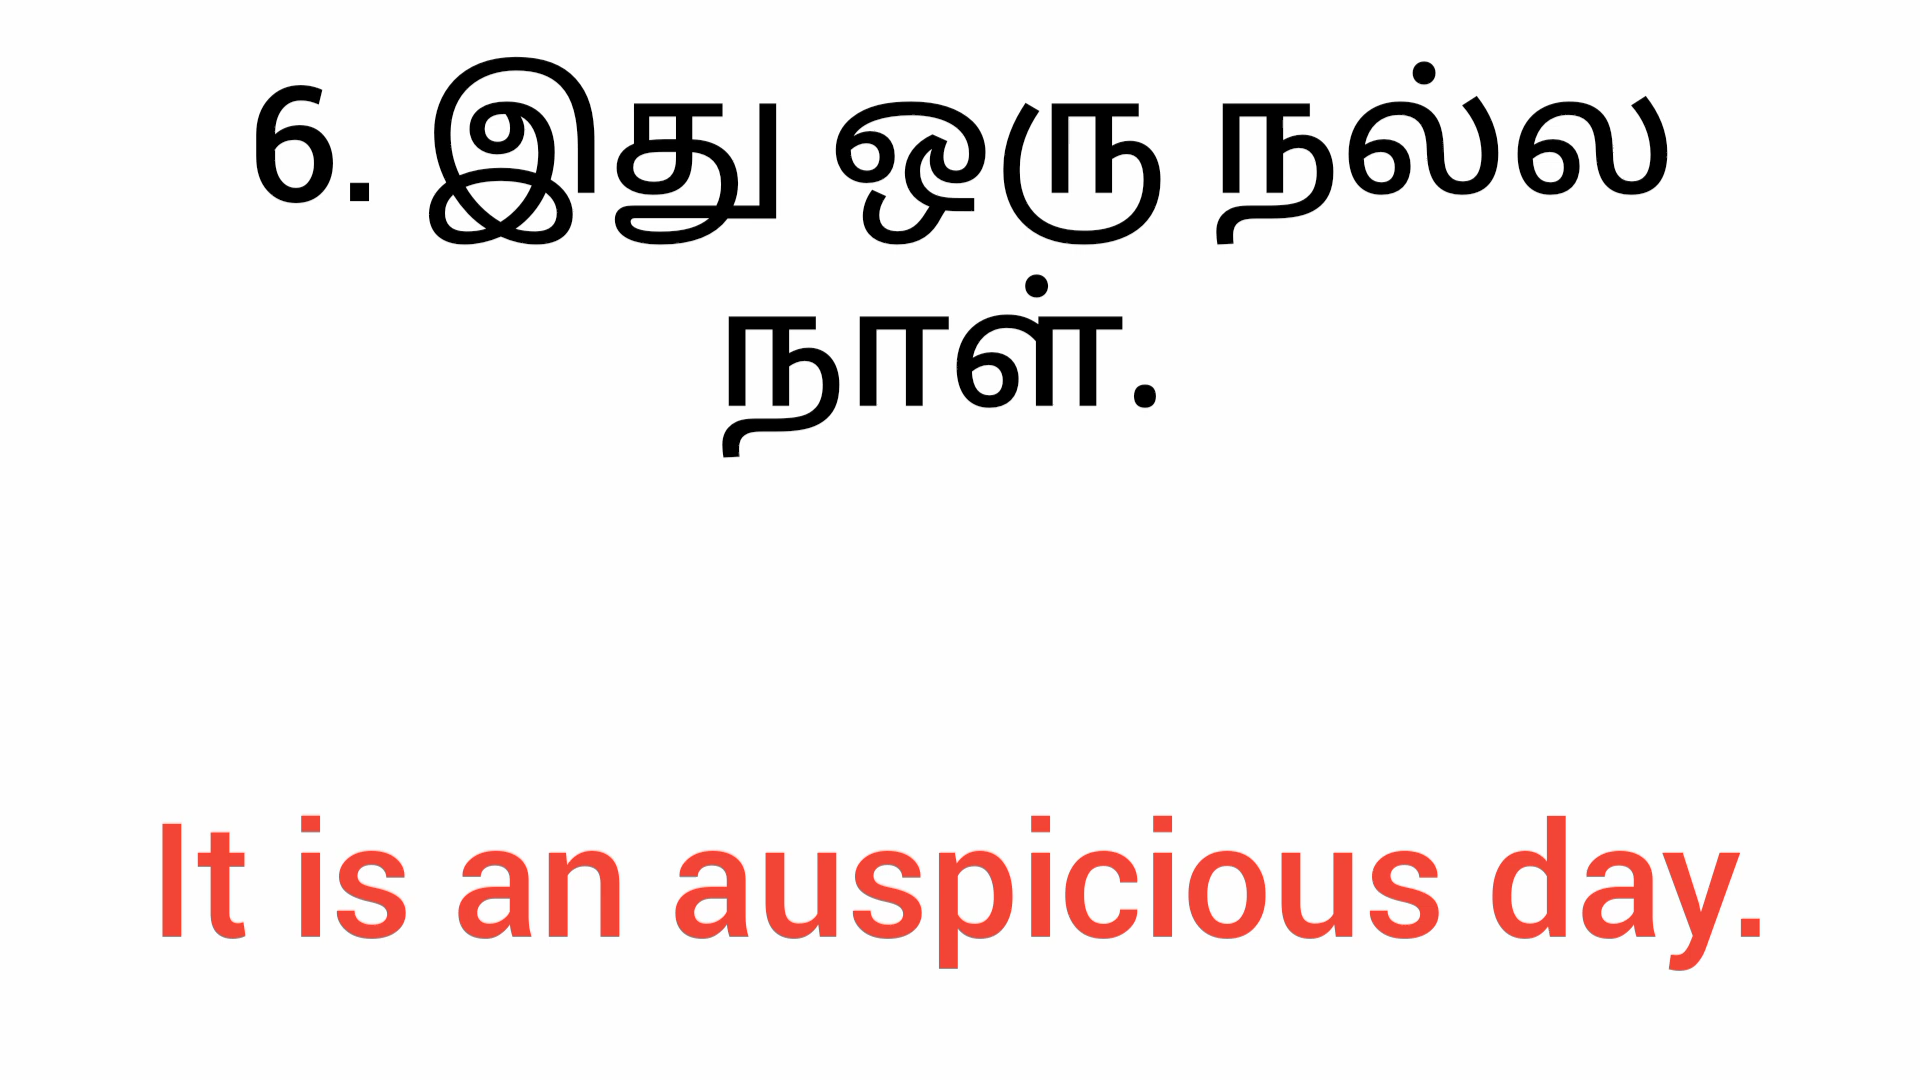 6. இது ஒரு நல்ல
நாள்.
It is an auspicious day.